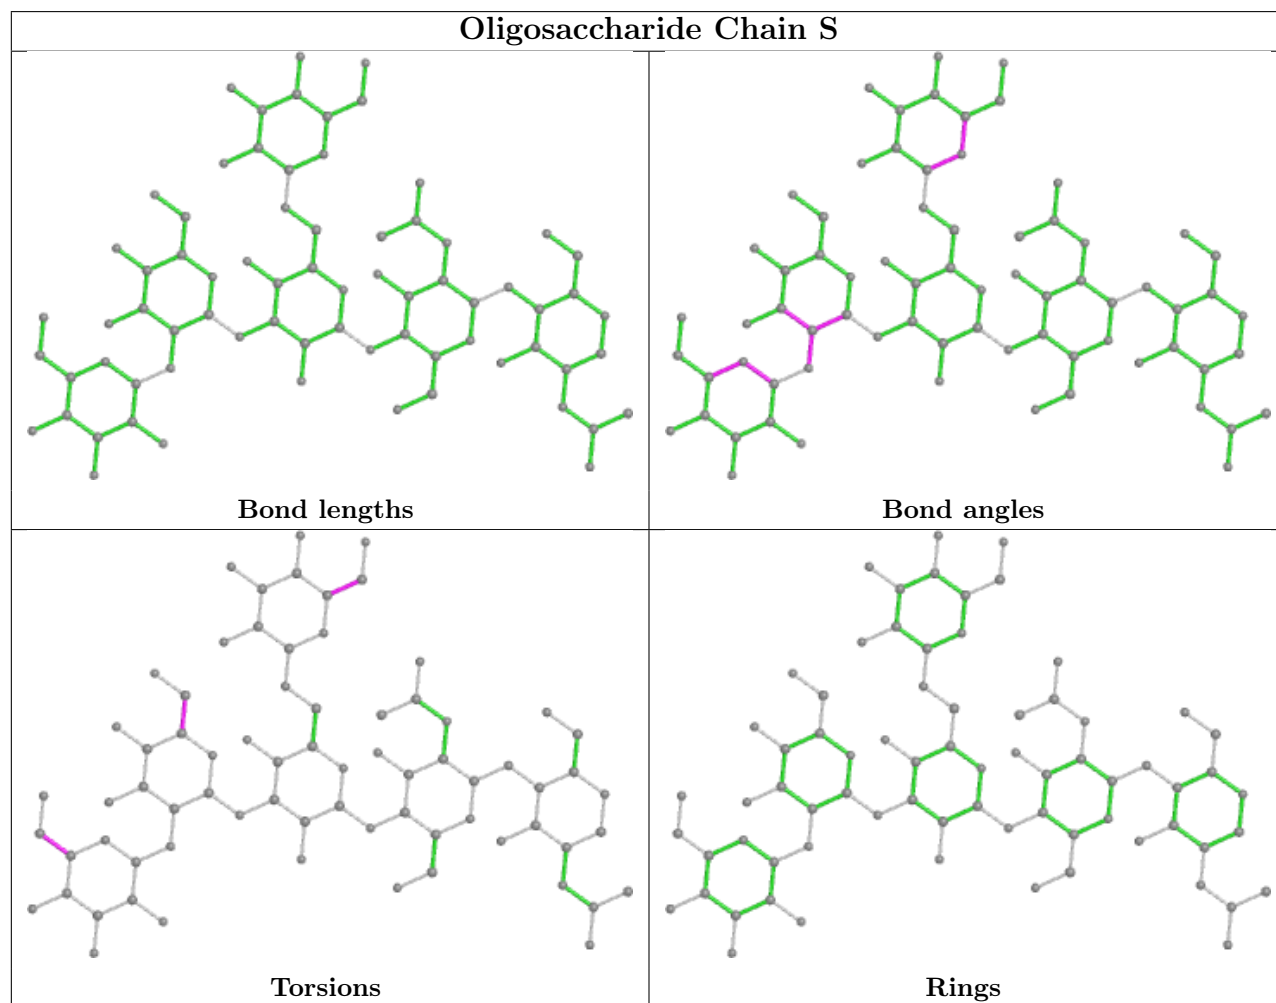 Oligosaccharide Chain S
Bond lengths
Bond angles
Torsions
Rings